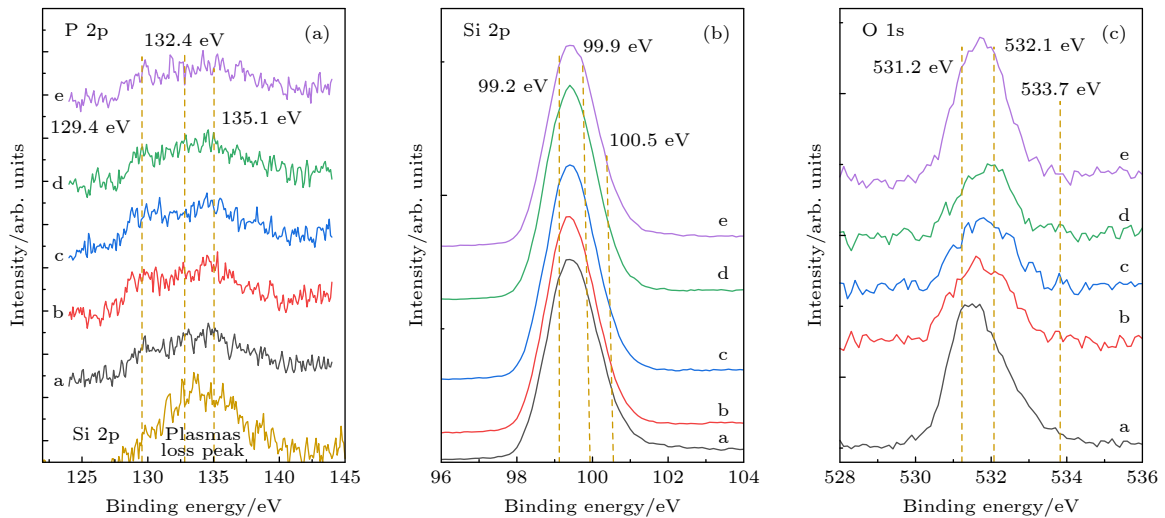 P 2p
(a)
132.4 eV
e
129.4 eV
135.1 eV
d
c
b
a
Si 2p
Plasmas
loss peak
Intensity/arb. units
125
130
135
140
145
Binding energy/eV
Si 2p
(b)
99.9 eV
99.2 eV
100.5 eV
e
d
c
b
a
Intensity/arb. units
96
98
100
102
104
Binding energy/eV
O 1s
(c)
532.1 eV
531.2 eV
533.7 eV
e
d
c
b
a
Intensity/arb. units
528
530
532
534
536
Binding energy/eV